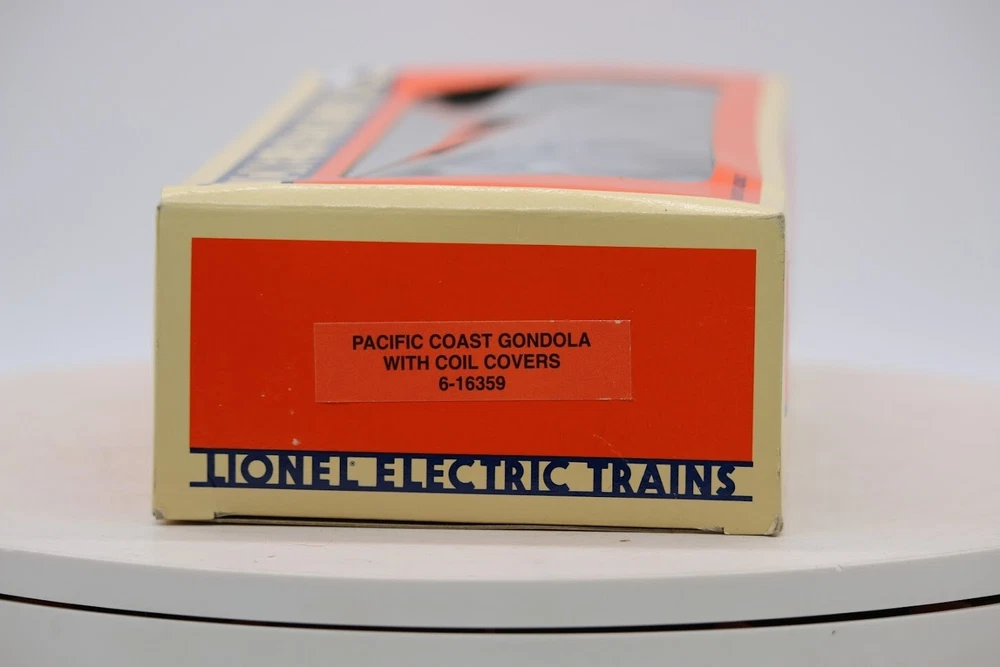 PACIFIC COAST GONDOLA
WITH COIL COVERS
6-16359
LIONEL ELECTRIC TRAINS